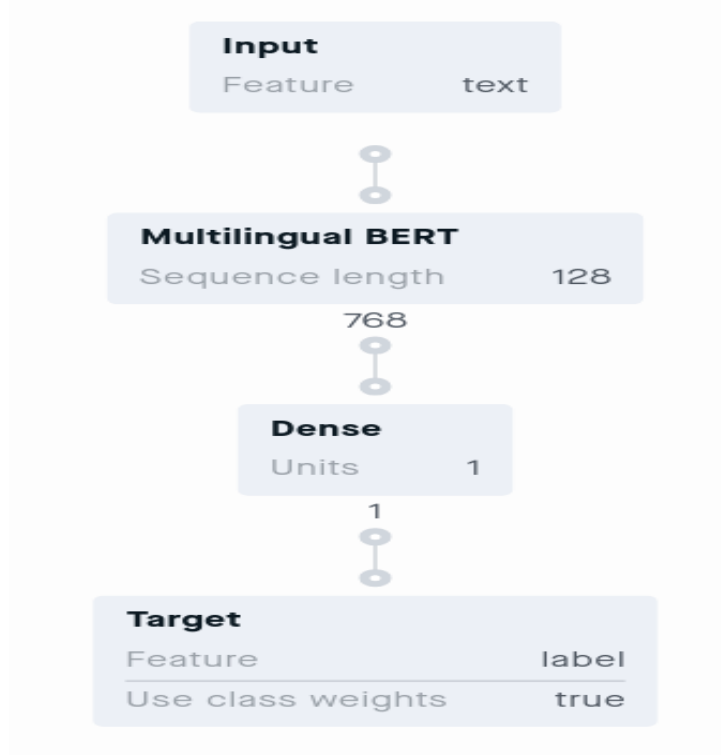 Input
Feature text
Multilingual BERT
Sequence length 128
768
Dense
Units 1
1
Target
Feature label
Use class weights true